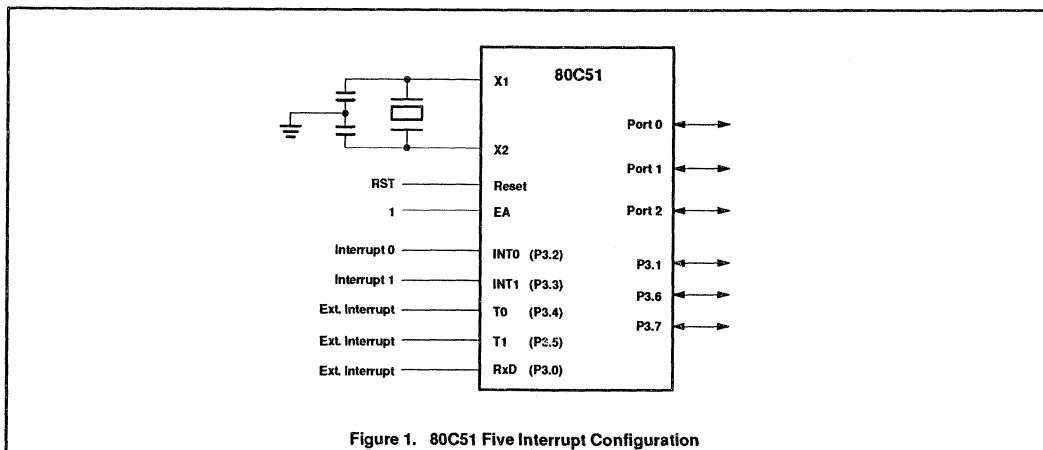 80C51
X1
X2
RST Reset
1 EA
Interrupt 0 INT0 (P3.2)
Interrupt 1 INT1 (P3.3)
Ext. Interrupt T0 (P3.4)
Ext. Interrupt T1 (P3.5)
Ext. Interrupt RxD (P3.0)
Port 0
Port 1
Port 2
P3.1
P3.6
P3.7
Figure 1. 80C51 Five Interrupt Configuration